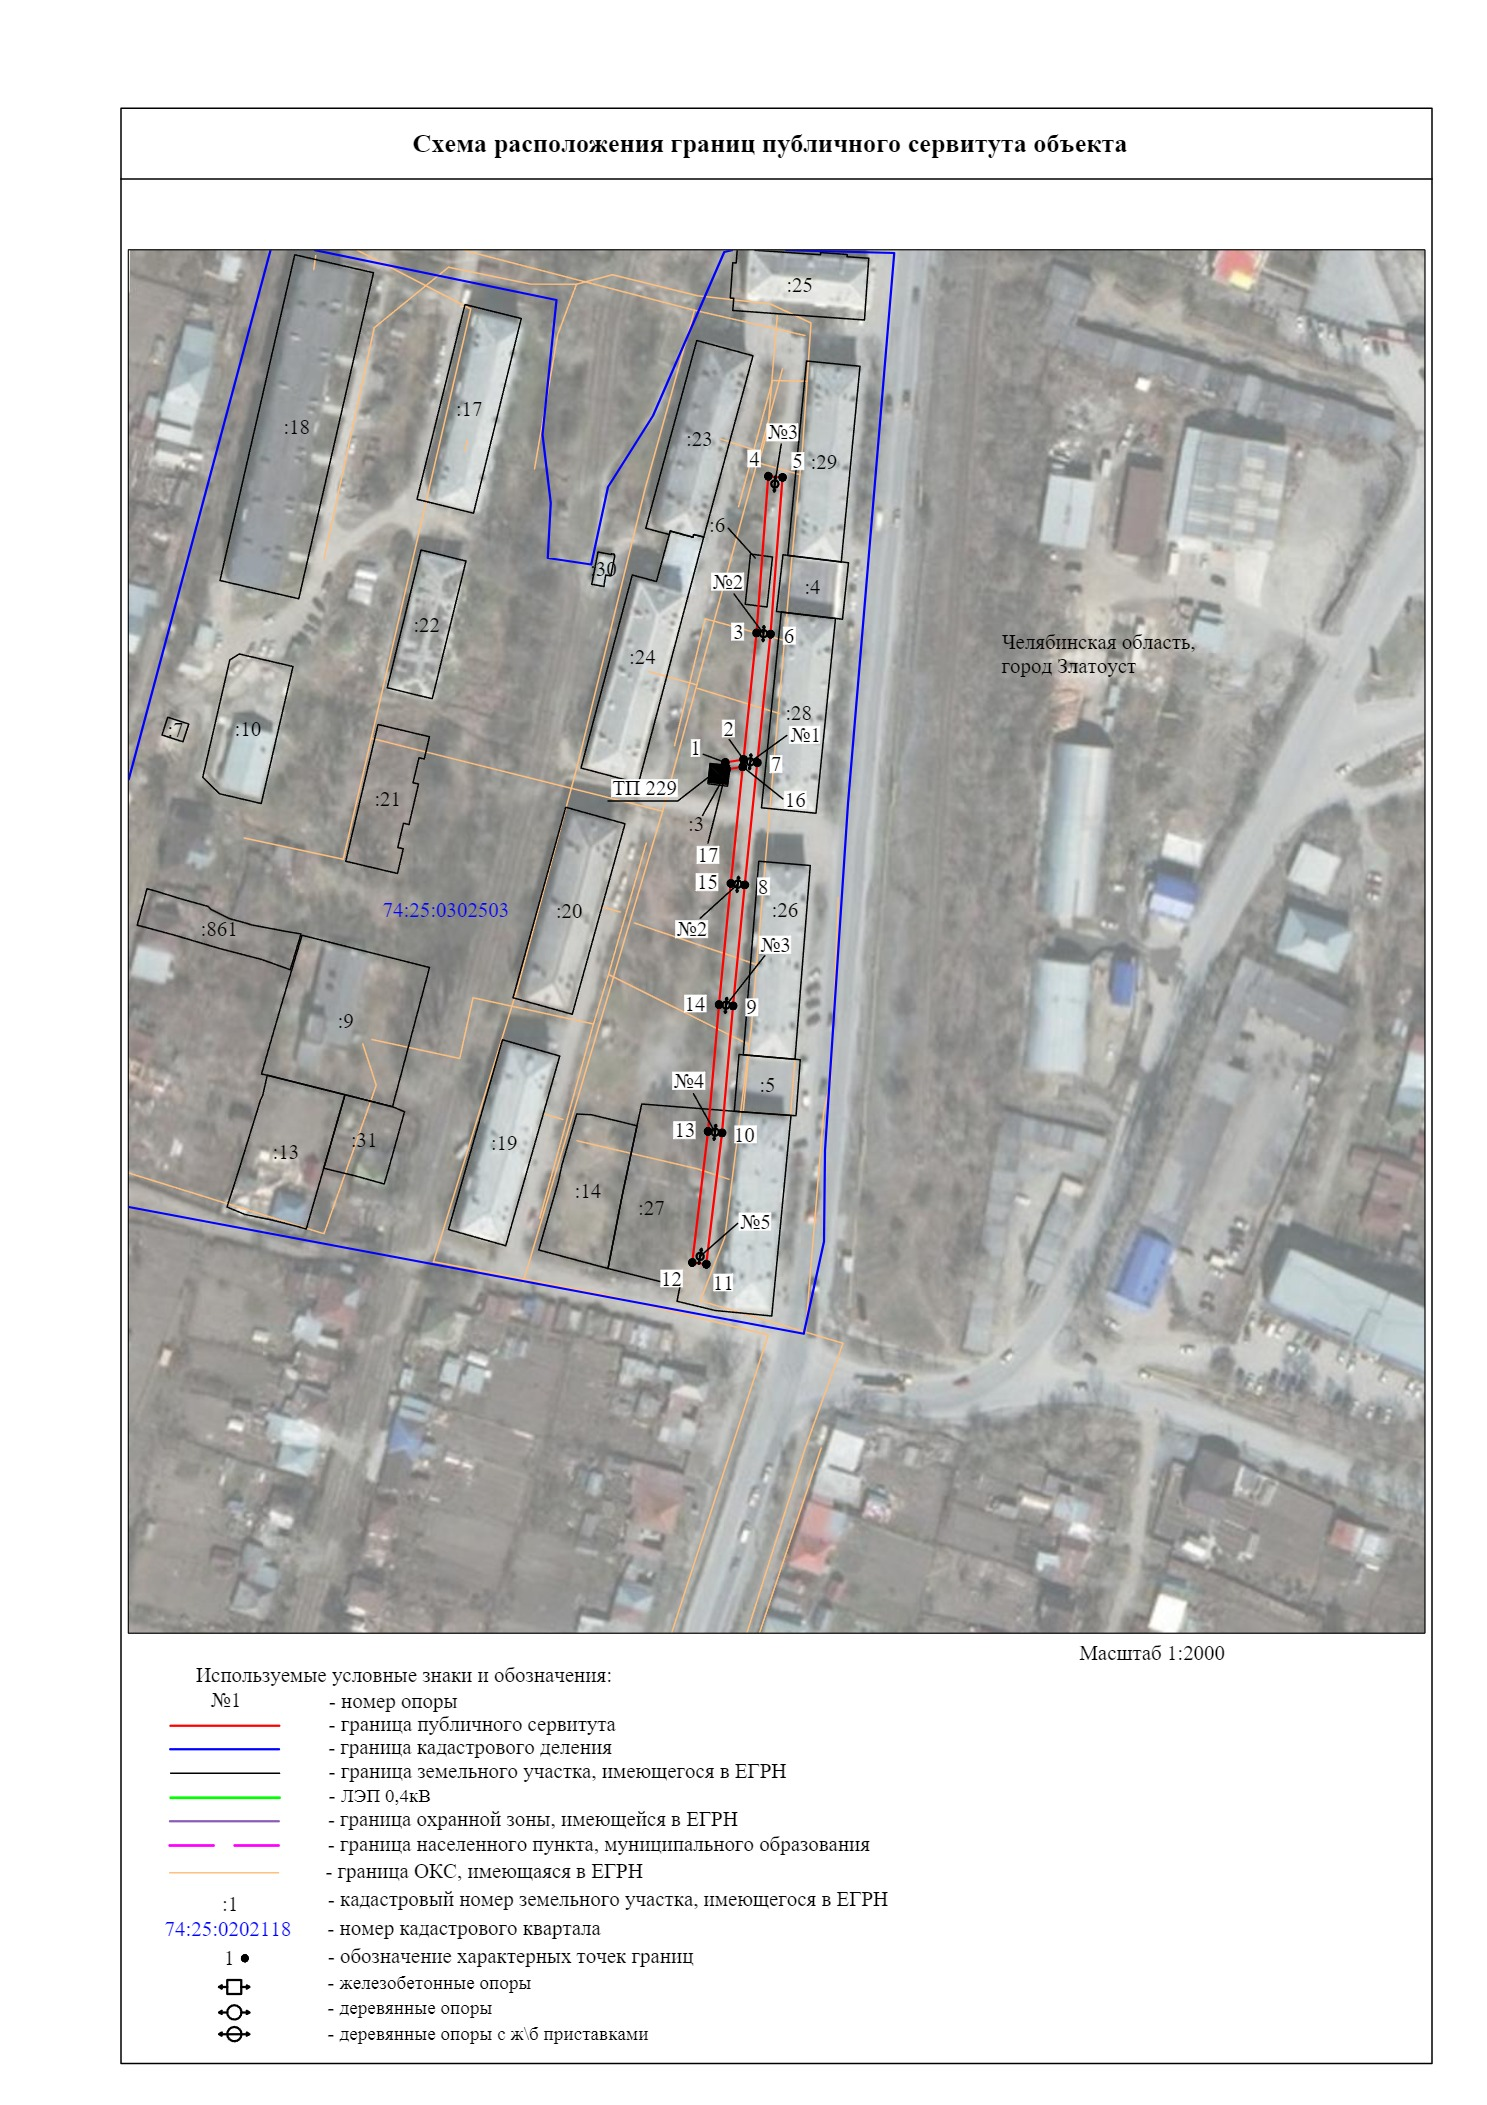 Схема расположения границ публичного сервитута объекта
:25
:18
:17
:23
№3
4
5
:29
:6
:30
№2
:4
:22
3
6
:24
Челябинская область,
город Златоуст
:7
:10
:28
2
№1
1
7
ТП 229
16
:21
:3
17
15
8
74:25:0302503
:20
:26
:861
№2
№3
14
9
:9
№4
:5
13
10
:31
:19
:13
:14
:27
№5
12
11
Масштаб 1:2000
Используемые условные знаки и обозначения:
№1 - номер опоры
- граница публичного сервитута
- граница кадастрового деления
- граница земельного участка, имеющегося в ЕГРН
- ЛЭП 0,4кВ
- граница охранной зоны, имеющейся в ЕГРН
- граница населенного пункта, муниципального образования
- граница ОКС, имеющаяся в ЕГРН
:1 - кадастровый номер земельного участка, имеющегося в ЕГРН
74:25:0202118 - номер кадастрового квартала
1 - обозначение характерных точек границ
- железобетонные опоры
- деревянные опоры
- деревянные опоры с ж\б приставками